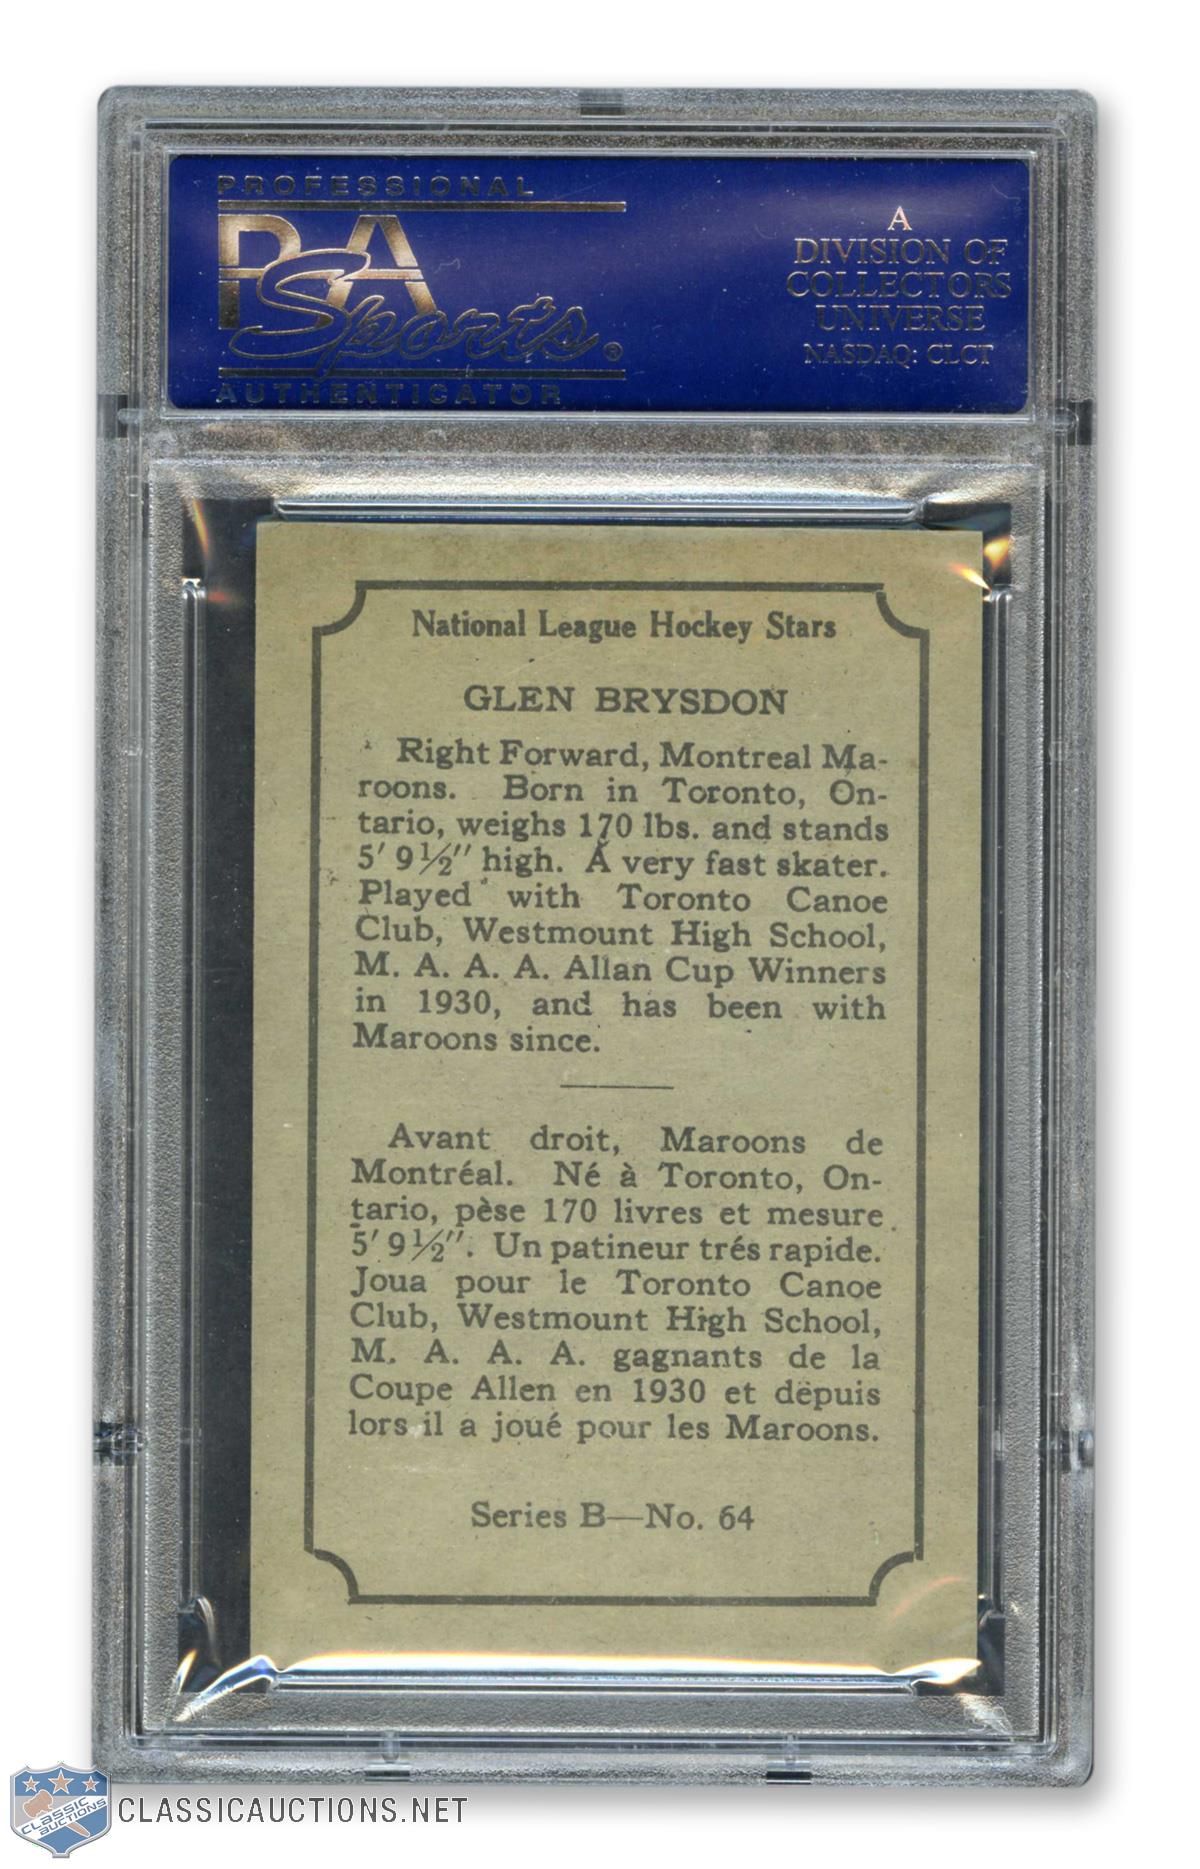 PROFESSIONAL
PSA
Sports®
AUTHENTICATOR
A
DIVISION OF
COLLECTORS
UNIVERSE
NASDAQ: CLCT
National League Hockey Stars
GLEN BRYSDON
Right Forward, Montreal Ma-
roons. Born in Toronto, On-
tario, weighs 170 lbs. and stands
5' 9½" high. A very fast skater.
Played with Toronto Canoe
Club, Westmount High School,
M. A. A. A. Allan Cup Winners
in 1930, and has been with
Maroons since.
Avant droit, Maroons de
Montréal. Né à Toronto, On-
tario, pèse 170 livres et mesure
5' 9½". Un patineur trés rapide.
Joua pour le Toronto Canoe
Club, Westmount High School,
M. A. A. A. gagnants de la
Coupe Allen en 1930 et depuis
lors il a joué pour les Maroons.
Series B—No. 64
CLASSIC
AUCTIONS
CLASSICAUCTIONS.NET